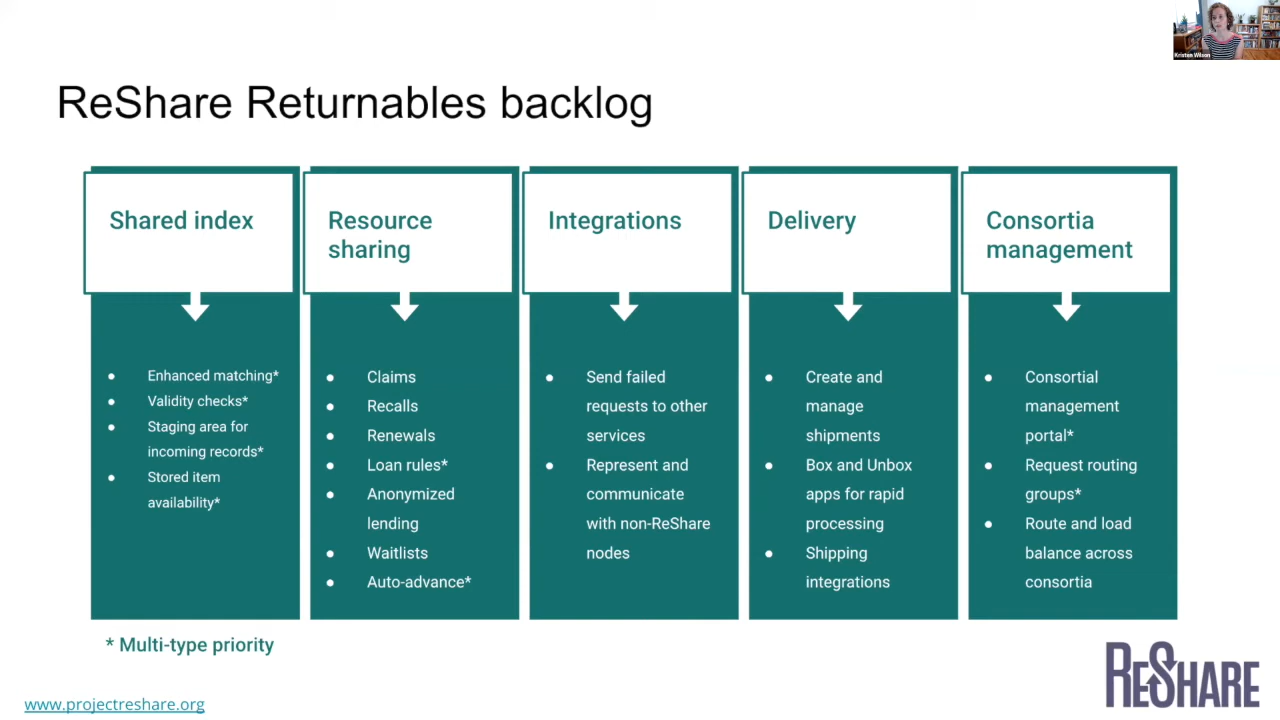 Kristen Wilson
ReShare Returnables backlog
Shared index
Enhanced matching*
Validity checks*
Staging area for
incoming records*
Stored item
availability*
Resource
sharing
Claims
Recalls
Renewals
Loan rules*
Anonymized
lending
Waitlists
Auto-advance*
Integrations
Send failed
requests to other
services
Represent and
communicate
with non-ReShare
nodes
Delivery
Create and
manage
shipments
Box and Unbox
apps for rapid
processing
Shipping
integrations
Consortia
management
Consortial
management
portal*
Request routing
groups*
Route and load
balance across
consortia
* Multi-type priority
www.projectreshare.org
RESHARE